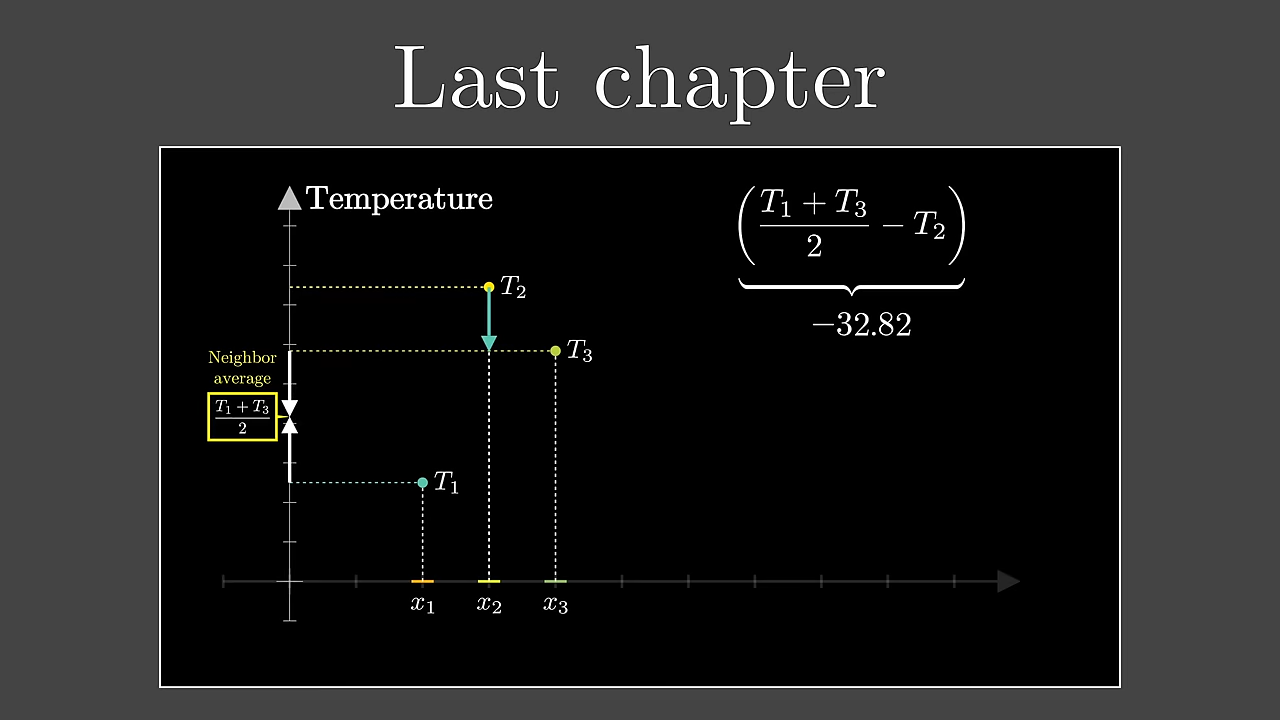 Last chapter
Temperature
(T₁ + T₃)/2 − T₂
−32.82
T₂
T₃
Neighbor
average
(T₁ + T₃)/2
T₁
x₁ x₂ x₃